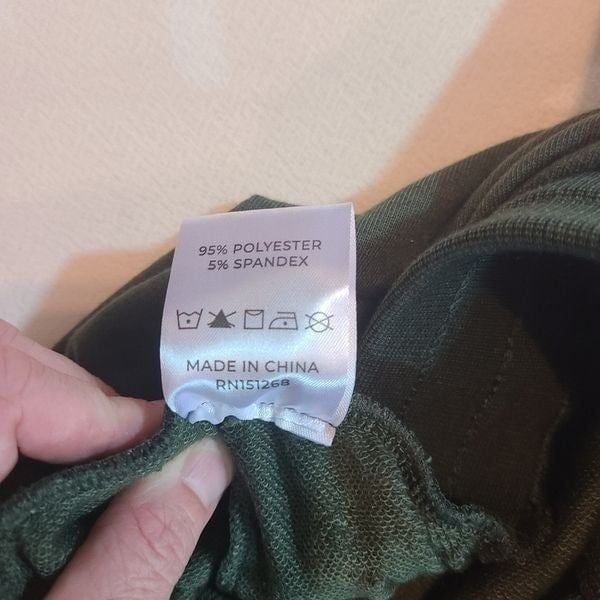 95% POLYESTER
5% SPANDEX
MADE IN CHINA
RN151268